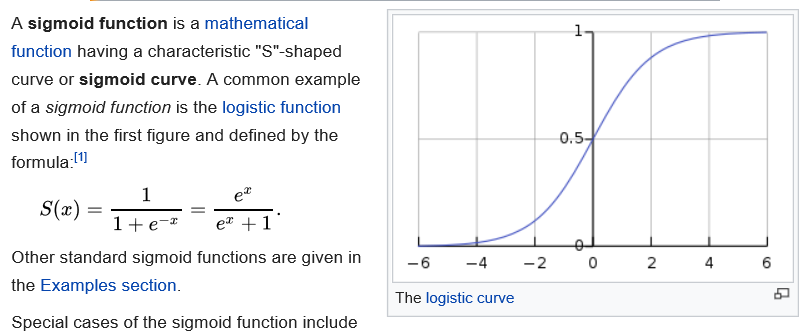 A sigmoid function is a mathematical
function having a characteristic "S"-shaped
curve or sigmoid curve. A common example
of a sigmoid function is the logistic function
shown in the first figure and defined by the
formula:[1]
S(x) = 1 / (1 + e^−x) = e^x / (e^x + 1).
Other standard sigmoid functions are given in
the Examples section.
Special cases of the sigmoid function include
1
0.5
0
−6 −4 −2 0 2 4 6
The logistic curve